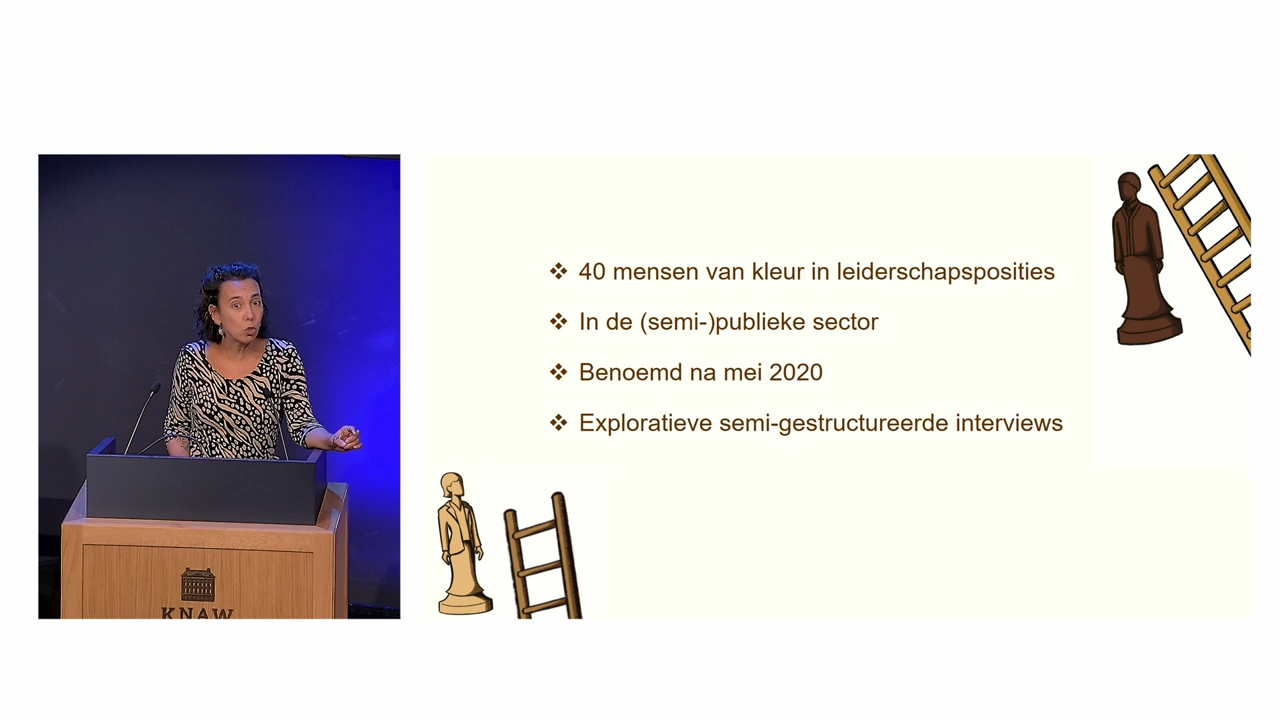 40 mensen van kleur in leiderschapsposities
In de (semi-)publieke sector
Benoemd na mei 2020
Exploratieve semi-gestructureerde interviews
KNAW